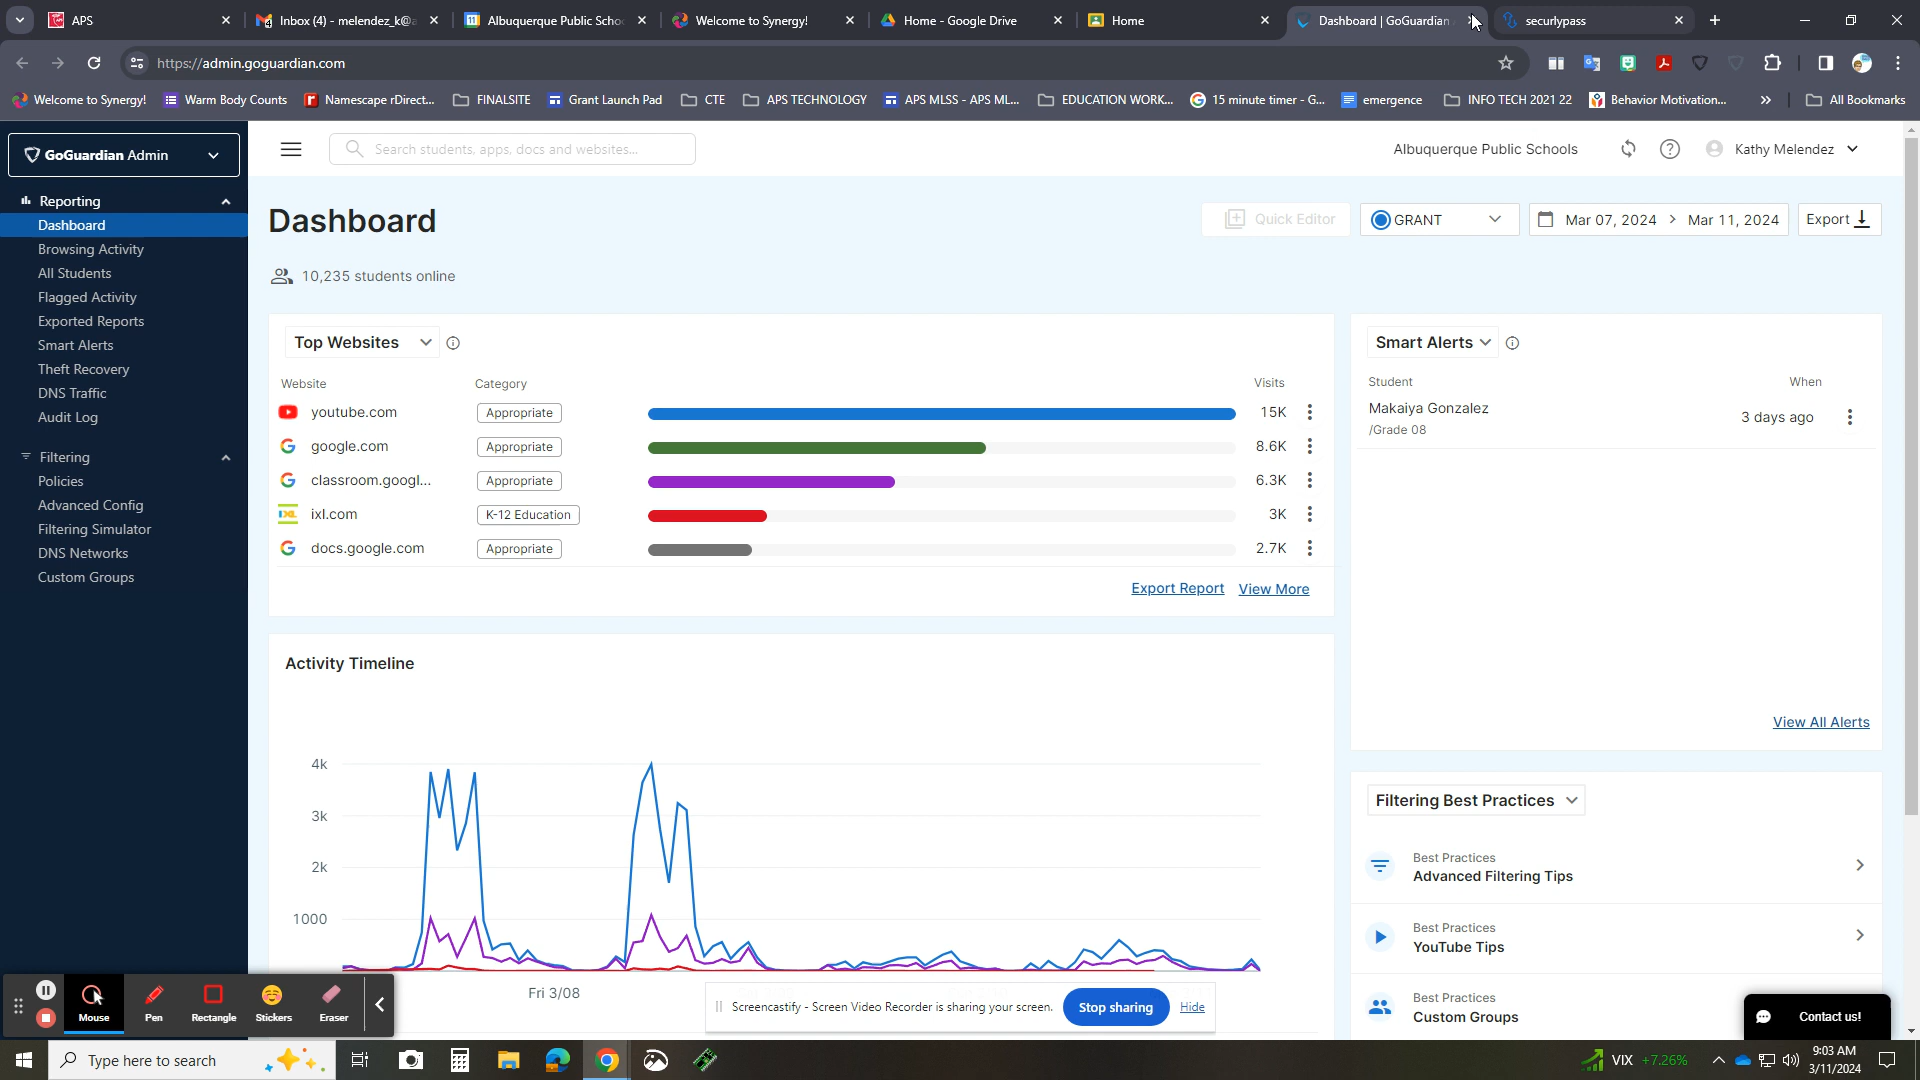 APS
Inbox (4) - melendez_k@a
Albuquerque Public Schoo
Welcome to Synergy!
Home - Google Drive
Home
Dashboard | GoGuardian
securlypass
https://admin.goguardian.com
Welcome to Synergy!
Warm Body Counts
Namescape rDirect...
FINALSITE
Grant Launch Pad
CTE
APS TECHNOLOGY
APS MLSS - APS ML...
EDUCATION WORK...
15 minute timer - G...
emergence
INFO TECH 2021 22
Behavior Motivation...
»
All Bookmarks
GoGuardian Admin
Search students, apps, docs and websites...
Albuquerque Public Schools
Kathy Melendez
Reporting
Dashboard
Browsing Activity
All Students
Flagged Activity
Exported Reports
Smart Alerts
Theft Recovery
DNS Traffic
Audit Log
Filtering
Policies
Advanced Config
Filtering Simulator
DNS Networks
Custom Groups
Dashboard
Quick Editor
GRANT
Mar 07, 2024 > Mar 11, 2024
Export
10,235 students online
Top Websites
Website Category Visits
youtube.com Appropriate 15K
google.com Appropriate 8.6K
classroom.googl... Appropriate 6.3K
ixl.com K-12 Education 3K
docs.google.com Appropriate 2.7K
Export Report View More
Smart Alerts
Student When
Makaiya Gonzalez
/Grade 08
3 days ago
View All Alerts
Activity Timeline
4k
3k
2k
1000
Fri 3/08
Filtering Best Practices
Best Practices
Advanced Filtering Tips
Best Practices
YouTube Tips
Best Practices
Custom Groups
Contact us!
Mouse
Pen
Rectangle
Stickers
Eraser
Screencastify - Screen Video Recorder is sharing your screen.
Stop sharing
Hide
Type here to search
VIX +7.26%
9:03 AM
3/11/2024